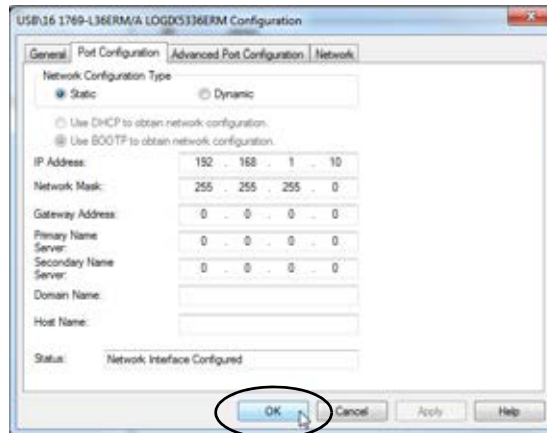 USB\16 1769-L36ERM/A LOGIX5336ERM Configuration
General Port Configuration Advanced Port Configuration Network
Network Configuration Type
Static Dynamic
Use DHCP to obtain network configuration.
Use BOOTP to obtain network configuration.
IP Address: 192 . 168 . 1 . 10
Network Mask: 255 . 255 . 255 . 0
Gateway Address: 0 . 0 . 0 . 0
Primary Name
Server: 0 . 0 . 0 . 0
Secondary Name
Server: 0 . 0 . 0 . 0
Domain Name:
Host Name:
Status: Network Interface Configured
OK Cancel Apply Help